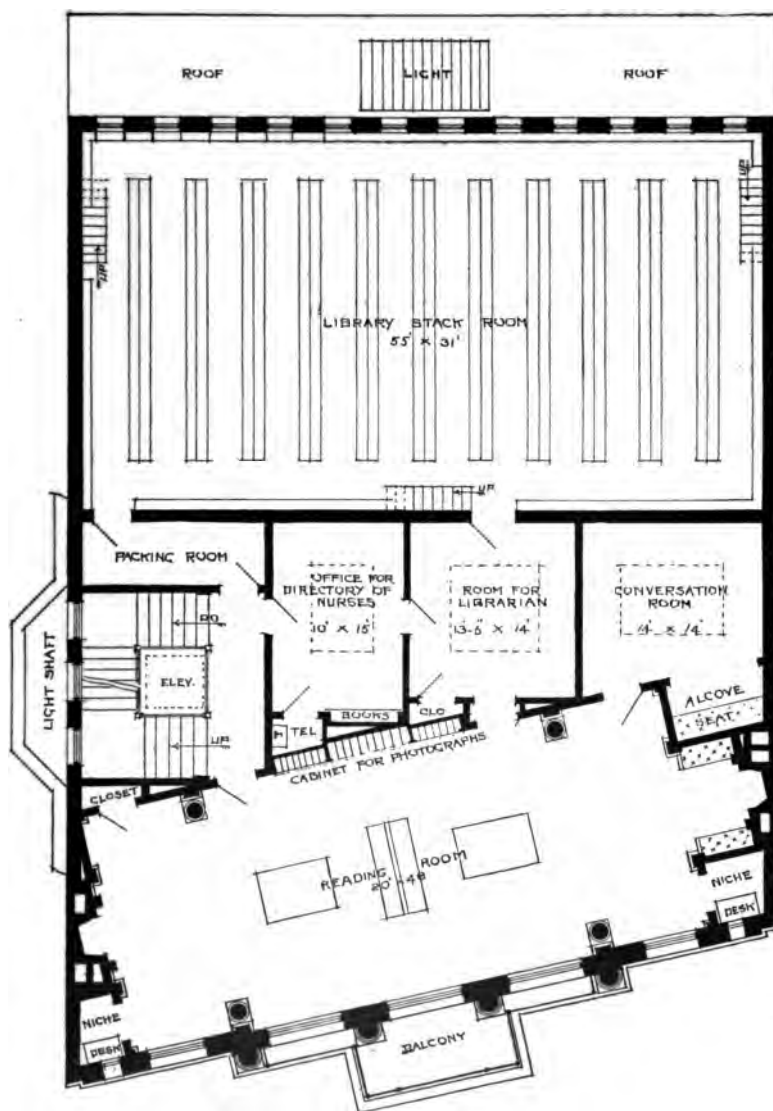 ROOF
LIGHT
ROOF
UP
UP
LIBRARY STACK ROOM
55' × 31'
UP
PACKING ROOM
OFFICE FOR
DIRECTORY OF
NURSES
10' × 15'
ROOM FOR
LIBRARIAN
13-6" × 14'
CONVERSATION
ROOM
14' × 14'
DO
LIGHT SHAFT
ELEV.
UP
TEL
BOOKS
CLO
ALCOVE
SEAT
CABINET FOR PHOTOGRAPHS
CLOSET
READING ROOM
20' × 48
NICHE
DESK
NICHE
DESK
BALCONY